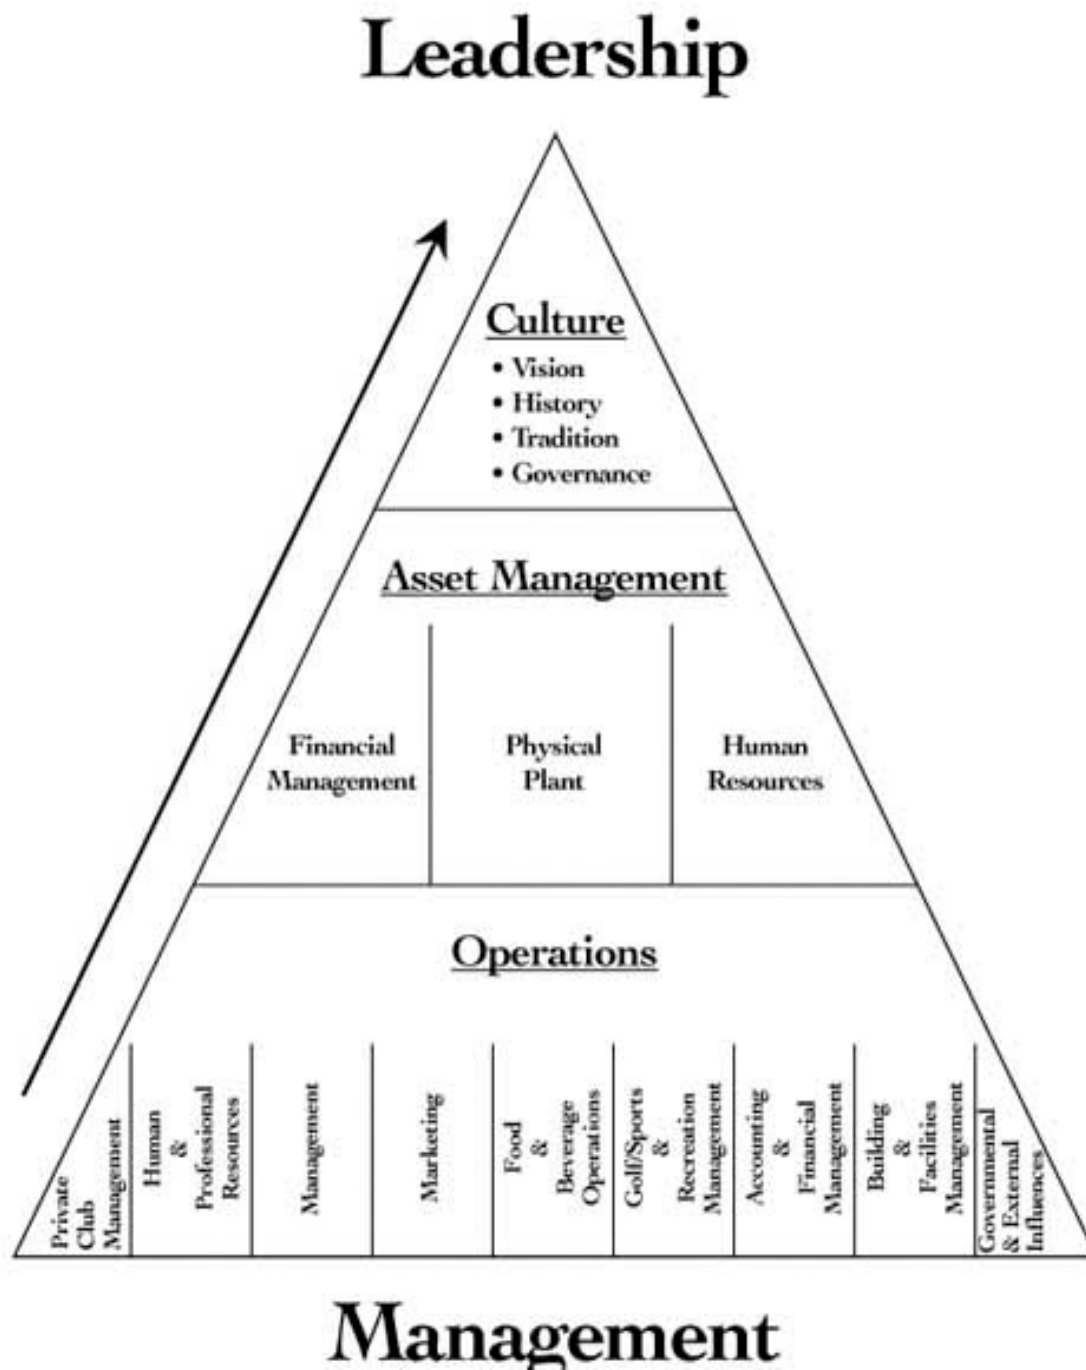 Leadership
Culture
• Vision
• History
• Tradition
• Governance
Asset Management
Financial
Management
Physical
Plant
Human
Resources
Operations
Private
Club
Management
Human
&
Professional
Resources
Management
Marketing
Food
&
Beverage
Operations
Golf/Sports
&
Recreation
Management
Accounting
&
Financial
Management
Building
&
Facilities
Management
Governmental
& External
Influences
Management